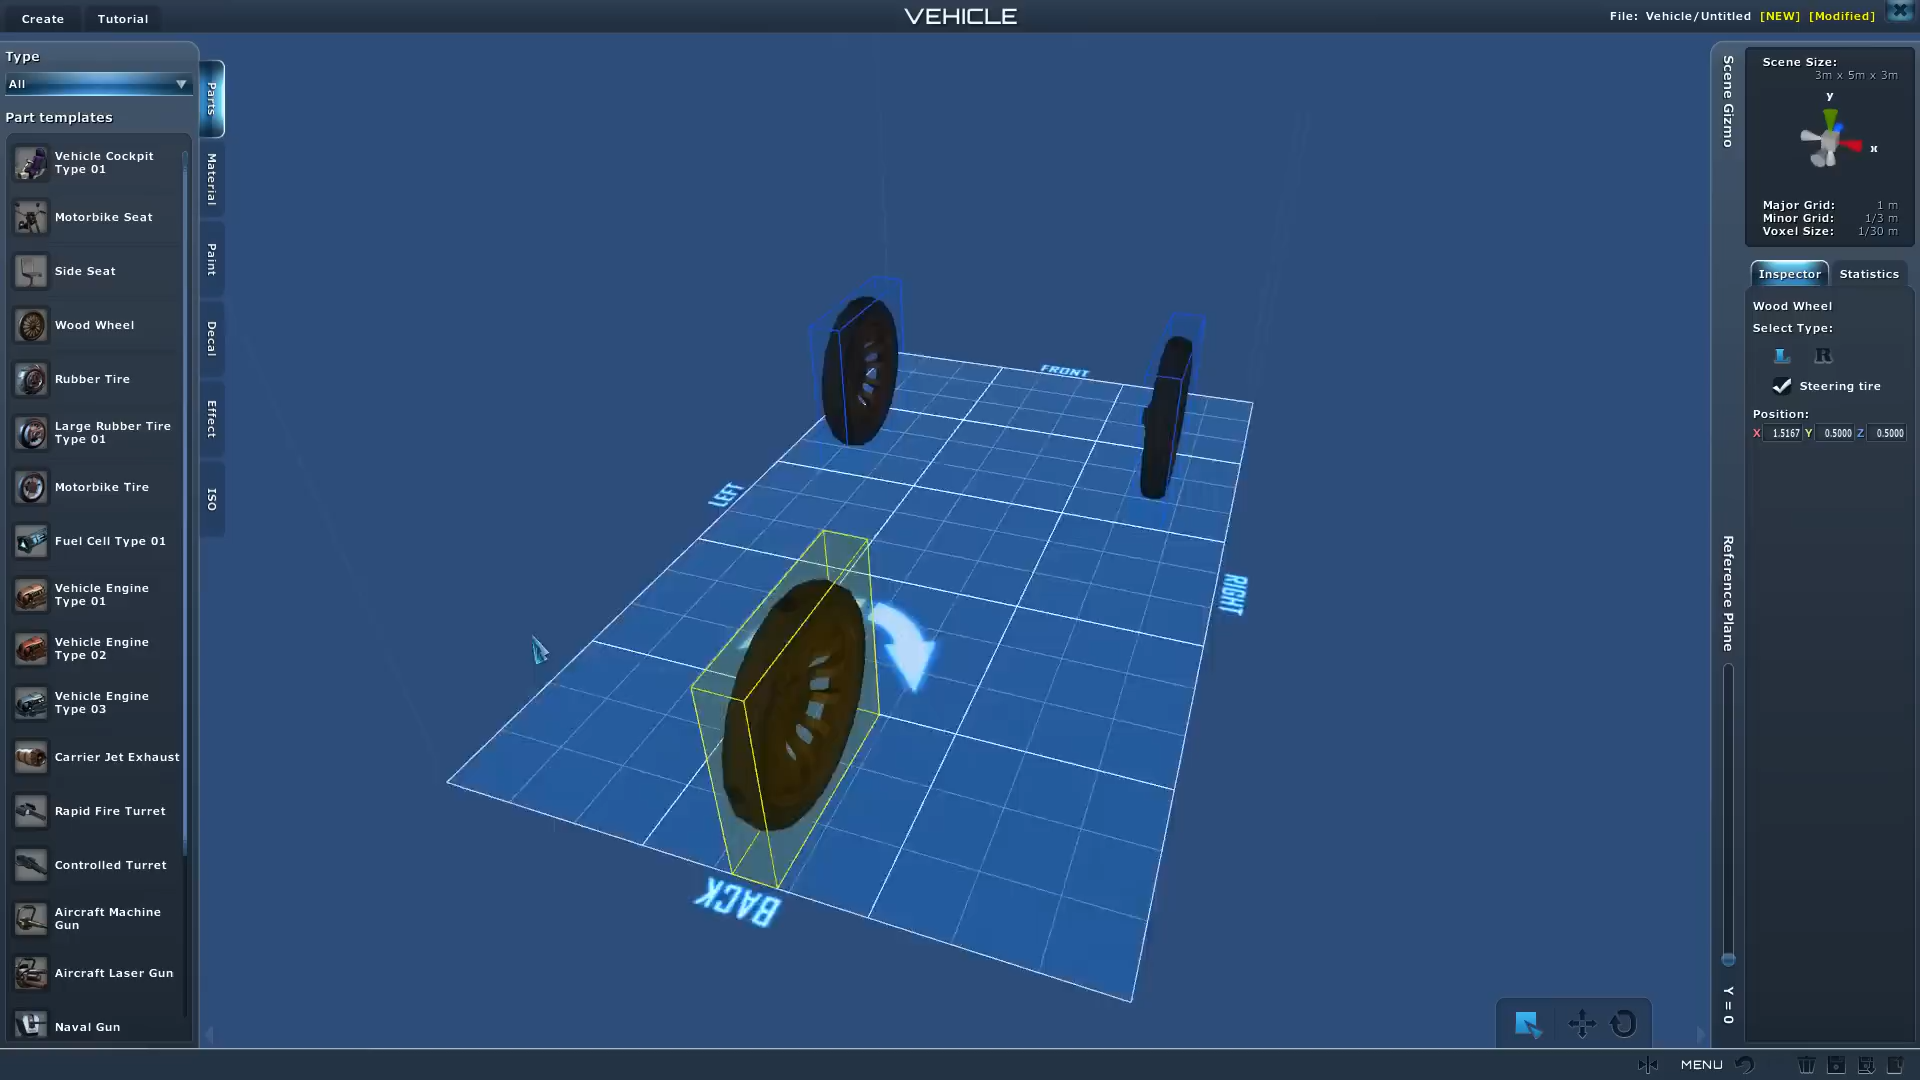 Create
Tutorial
VEHICLE
File: Vehicle/Untitled [NEW] [Modified]
Type
All
Part templates
Vehicle Cockpit
Type 01
Motorbike Seat
Side Seat
Wood Wheel
Rubber Tire
Large Rubber Tire
Type 01
Motorbike Tire
Fuel Cell Type 01
Vehicle Engine
Type 01
Vehicle Engine
Type 02
Vehicle Engine
Type 03
Carrier Jet Exhaust
Rapid Fire Turret
Controlled Turret
Aircraft Machine
Gun
Aircraft Laser Gun
Naval Gun
Parts
Material
Paint
Decal
Effect
ISO
FRONT
LEFT
RIGHT
BACK
Scene Gizmo
Reference Plane
Y = 0
Scene Size:
3m x 5m x 3m
y
x
Major Grid: 1 m
Minor Grid: 1/3 m
Voxel Size: 1/30 m
Inspector
Statistics
Wood Wheel
Select Type:
L R
Steering tire
Position:
X 1.5167 Y 0.5000 Z 0.5000
MENU